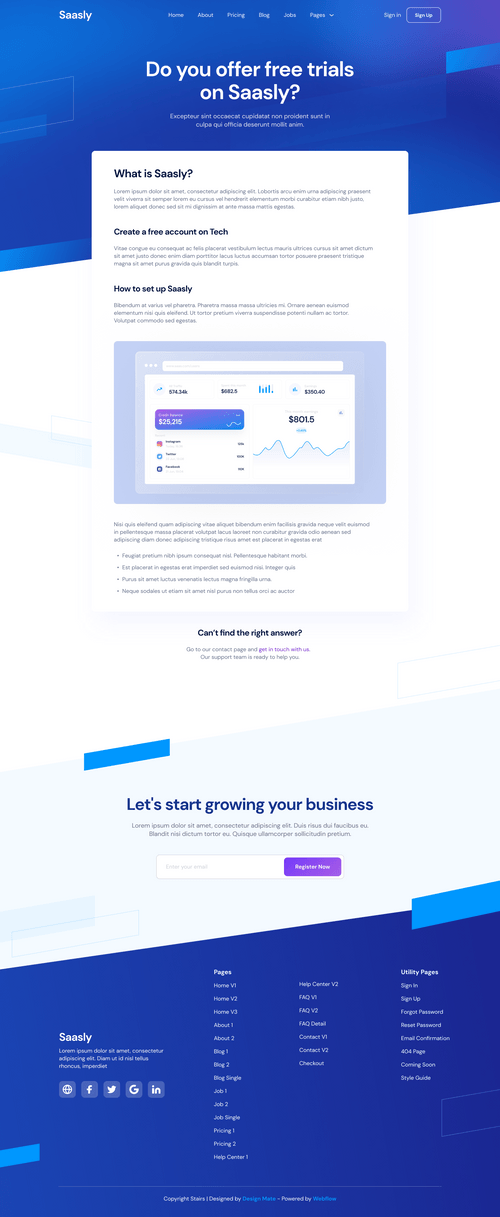 Saasly
Home About Pricing Blog Jobs Pages
Sign In Sign Up
Do you offer free trials
on Saasly?
Excepteur sint occaecat cupidatat non proident sunt in
culpa qui officia deserunt mollit anim.
What is Saasly?
Lorem ipsum dolor sit amet, consectetur adipiscing elit. Lobortis arcu enim urna adipiscing praesent
velit viverra sit semper lorem eu cursus vel hendrerit elementum morbi curabitur etiam nibh justo,
lorem aliquet donec sed sit mi dignissim at ante massa mattis egestas.
Create a free account on Tech
Vitae congue eu consequat ac felis placerat vestibulum lectus mauris ultrices cursus sit amet dictum
sit amet justo donec enim diam porttitor lacus luctus accumsan tortor posuere praesent tristique
magna sit amet purus gravida quis blandit turpis.
How to set up Saasly
Bibendum at varius vel pharetra. Pharetra massa massa ultricies mi. Ornare aenean euismod
elementum nisi quis eleifend. Ut tortor pretium viverra suspendisse potenti nullam ac tortor.
Volutpat commodo sed egestas.
$74.34k
$682.5
$350.40
Credit Balance
$25,215
$801.5
Instagram
Twitter
Facebook
Nisi quis eleifend quam adipiscing vitae aliquet bibendum enim facilisis gravida neque velit euismod
in pellentesque massa placerat volutpat lacus laoreet non curabitur gravida odio aenean sed
adipiscing diam donec adipiscing tristique risus amet est placerat in egestas erat
• Feugiat pretium nibh ipsum consequat nisl. Pellentesque habitant morbi.
• Est placerat in egestas erat imperdiet sed euismod nisi. Integer quis
• Purus sit amet luctus venenatis lectus magna fringilla urna.
• Neque sodales ut etiam sit amet nisl purus non tellus orci ac auctor
Can't find the right answer?
Go to our contact page and get in touch with us.
Our support team is ready to help you.
Let's start growing your business
Lorem ipsum dolor sit amet, consectetur adipiscing elit. Duis risus dui faucibus eu.
Blandit nisi dictum tortor eu. Quisque ullamcorper sollicitudin pretium.
Enter your email
Register Now
Saasly
Lorem ipsum dolor sit amet, consectetur
adipiscing elit. Diam ut id nisl tellus
rhoncus, imperdiet
Pages
Home V1
Home V2
Home V3
About 1
About 2
Blog 1
Blog 2
Blog Single
Job 1
Job 2
Job Single
Pricing 1
Pricing 2
Help Center 1
Help Center V2
FAQ V1
FAQ V2
FAQ Detail
Contact V1
Contact V2
Checkout
Utility Pages
Sign In
Sign Up
Forgot Password
Reset Password
Email Confirmation
404 Page
Coming Soon
Style Guide
Copyright Stairs | Designed by Design Mate - Powered by Webflow